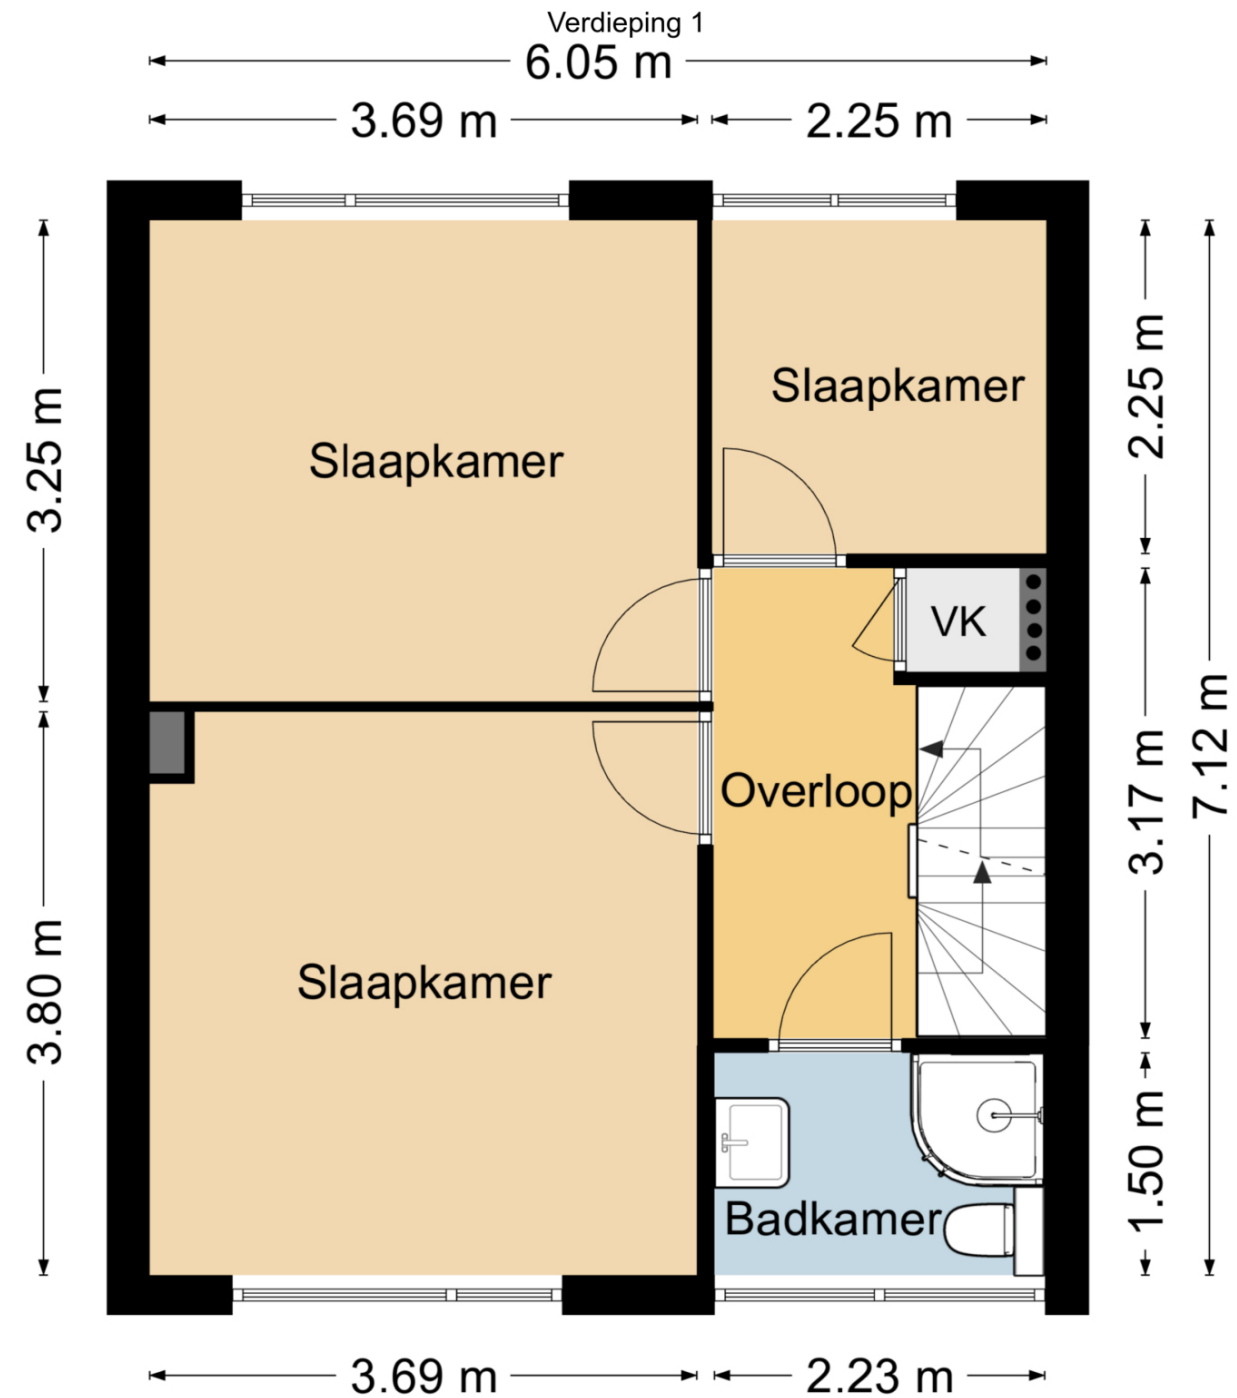 Verdieping 1
6.05 m
3.69 m
2.25 m
Slaapkamer
2.25 m
3.25 m
Slaapkamer
VK
7.12 m
3.17 m
Overloop
3.80 m
Slaapkamer
1.50 m
Badkamer
3.69 m
2.23 m